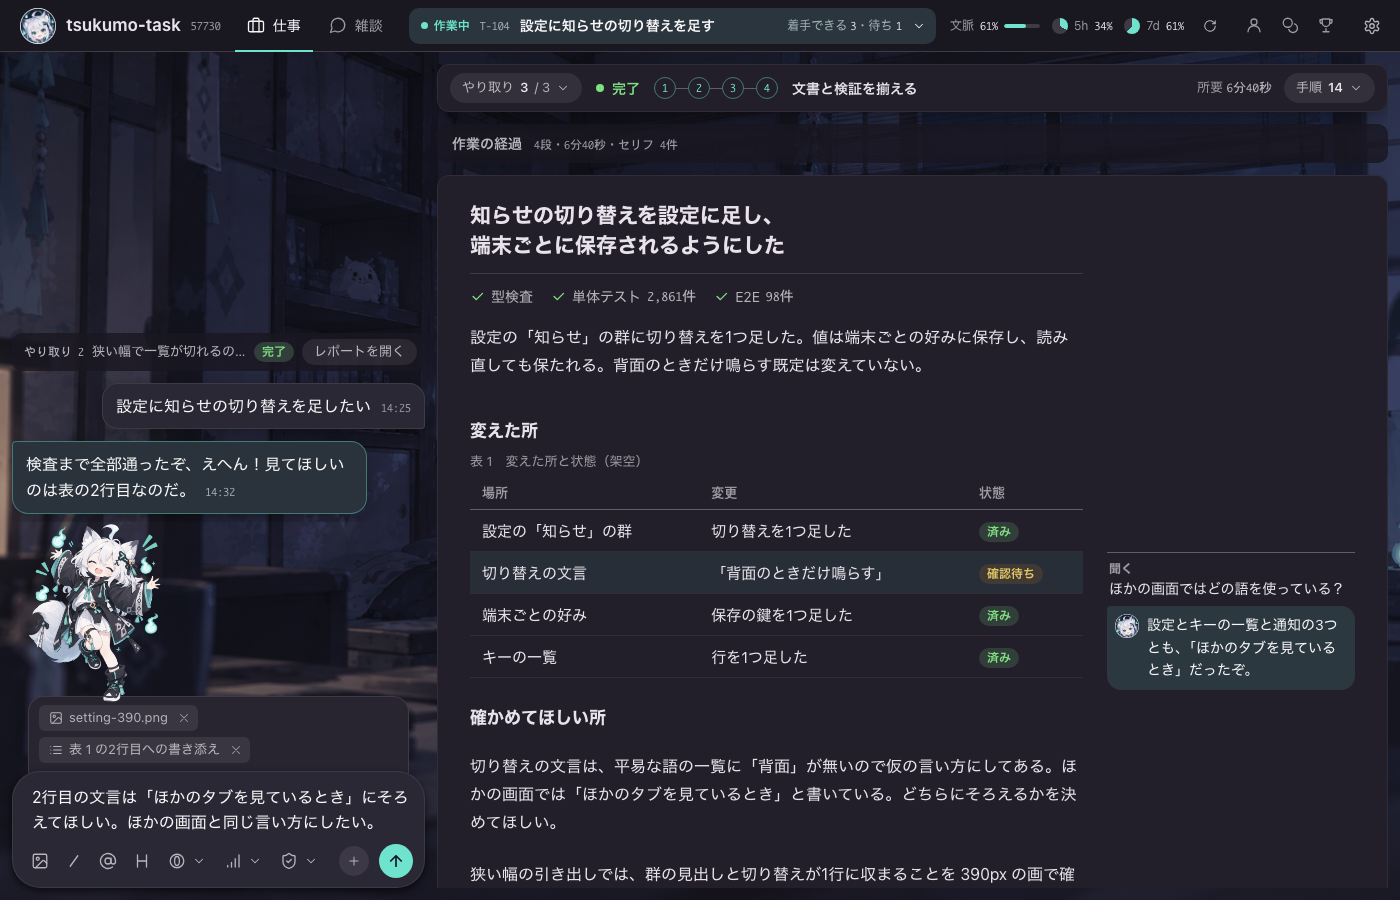 tsukumo-task 57730 仕事 雑談
作業中 T-104 設定に知らせの切り替えを足す 着手できる 3・待ち 1
文脈 61% 5h 34% 7d 61%
やり取り 3 / 3 完了 1 2 3 4 文書と検証を揃える 所要 6分40秒 手順 14
作業の経過 4段・6分40秒・セリフ 4件
知らせの切り替えを設定に足し、
端末ごとに保存されるようにした
型検査 単体テスト 2,861件 E2E 98件
設定の「知らせ」の群に切り替えを1つ足した。値は端末ごとの好みに保存し、読み
直しても保たれる。背面のときだけ鳴らす既定は変えていない。
変えた所
表 1 変えた所と状態（架空）
場所 変更 状態
設定の「知らせ」の群 切り替えを1つ足した 済み
切り替えの文言 「背面のときだけ鳴らす」 確認待ち
端末ごとの好み 保存の鍵を1つ足した 済み
キーの一覧 行を1つ足した 済み
確かめてほしい所
切り替えの文言は、平易な語の一覧に「背面」が無いので仮の言い方にしてある。ほ
かの画面では「ほかのタブを見ているとき」と書いている。どちらにそろえるかを決
めてほしい。
狭い幅の引き出しでは、群の見出しと切り替えが1行に収まることを 390px の画で確
聞く
ほかの画面ではどの語を使っている？
設定とキーの一覧と通知の3つ
とも、「ほかのタブを見ている
とき」だったぞ。
やり取り 2 狭い幅で一覧が切れるの… 完了 レポートを開く
設定に知らせの切り替えを足したい 14:25
検査まで全部通ったぞ、えへん！見てほしい
のは表の2行目なのだ。 14:32
setting-390.png
表 1 の2行目への書き添え
2行目の文言は「ほかのタブを見ているとき」にそろ
えてほしい。ほかの画面と同じ言い方にしたい。